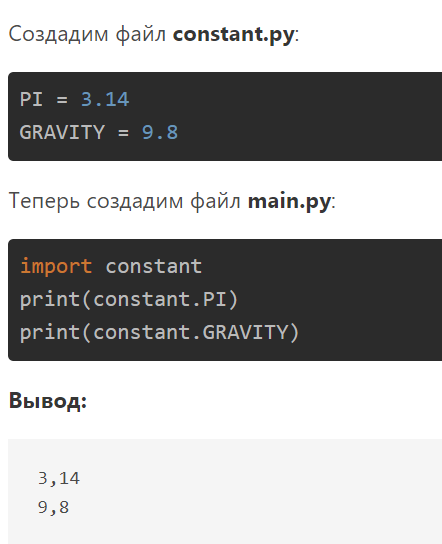 Создадим файл constant.py:
PI = 3.14
GRAVITY = 9.8
Теперь создадим файл main.py:
import constant
print(constant.PI)
print(constant.GRAVITY)
Вывод:
3,14
9,8